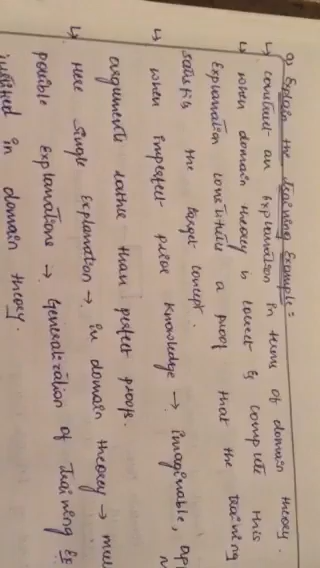 a) Explain the training Example:
↳ construct an explanation in terms of domain theory.
↳ when domain theory is correct & complete this
Explanation constitutes a proof that the training
satisfies the target concept.
↳ when imperfect prior knowledge → imaginable, ap
arguments rather than perfect proofs.
↳ Here single explanation → in domain theory → mul
possible explanations → Generalization of Training Ex
justified in domain theory.